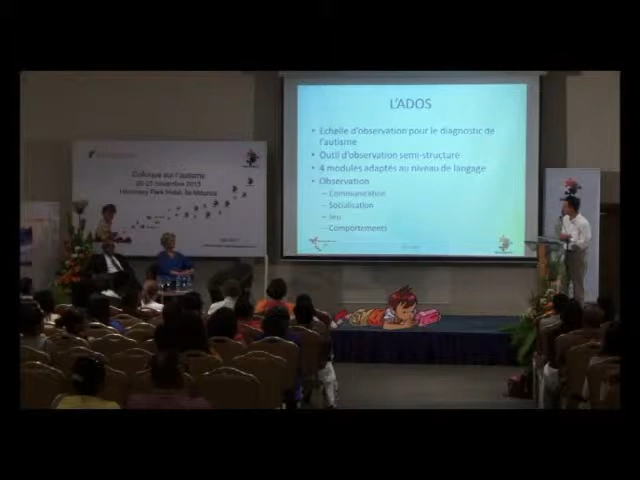 Colloque sur l'autisme
L'ADOS
• Echelle d'observation pour le diagnostic de
l'autisme
• Outil d'observation semi-structure
• 4 modules adaptés au niveau de langage
• Observation
– Communication
– Socialisation
– Jeu
– Comportements